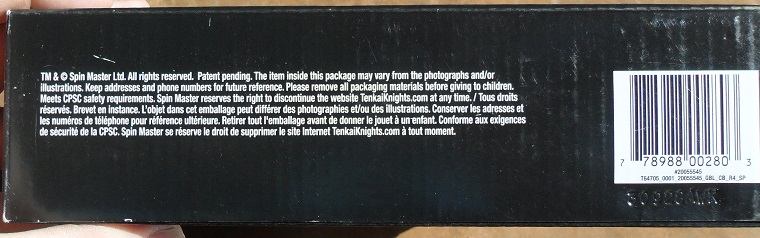 TM & © Spin Master Ltd. All rights reserved. Patent pending. The item inside this package may vary from the photographs and/or
illustrations. Keep addresses and phone numbers for future reference. Please remove all packaging materials before giving to children.
Meets CPSC safety requirements. Spin Master reserves the right to discontinue the website TenkaiKnights.com at any time. / Tous droits
réservés. Brevet en instance. L'objet dans cet emballage peut différer des photographies et/ou des illustrations. Conserver les adresses et
les numéros de téléphone pour référence ultérieure. Retirer tout l'emballage avant de donner le jouet à un enfant. Conforme aux exigences
de sécurité de la CPSC. Spin Master se réserve le droit de supprimer le site Internet TenkaiKnights.com à tout moment.
7 78988 00280 3
#20055545
T64705_0001_20055545_GBL_CB_R4_SP